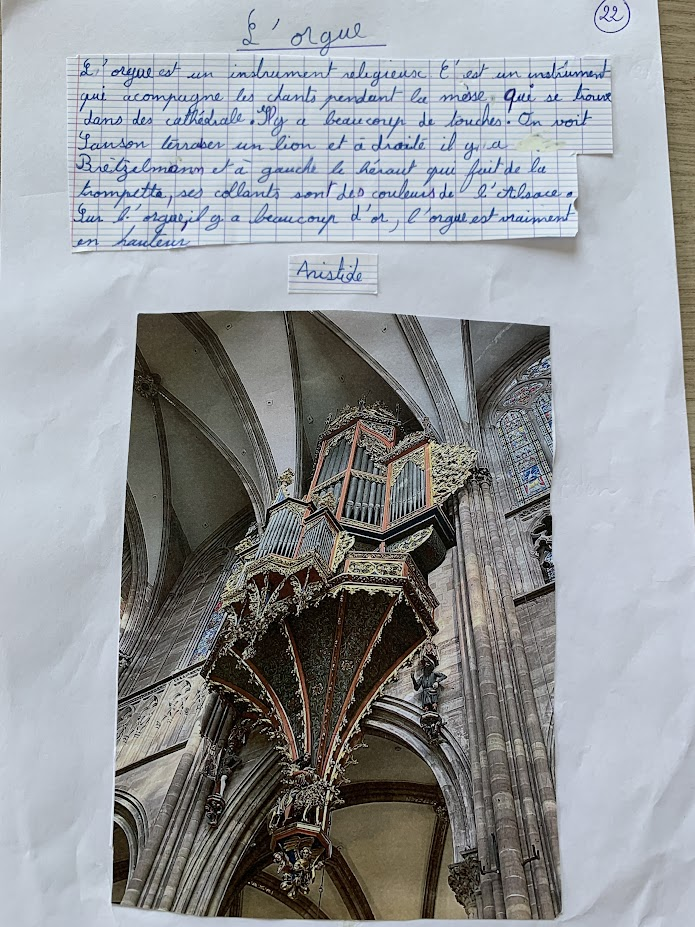 22
L'orgue
L'orgue est un instrument religieux C'est un instrument
qui acompagne les chants pendant la mèsse. Qui se trouve
dans des cathédrale. Il y a beaucoup de touches. On voit
Sanson terraser un lion et à droite il y a
Brètzelmann et à gauche le héraut qui fait de la
trompette, ses collants sont des couleurs de l'Alsace.
Sur l'orgue, il y a beaucoup d'or, l'orgue est vraiment
en hauteur
Aristide